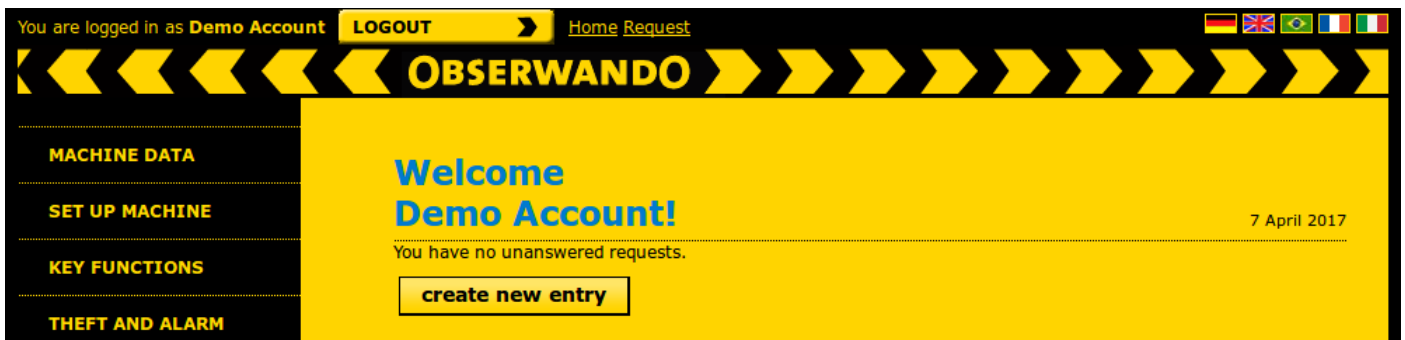 You are logged in as Demo Account LOGOUT Home Request
OBSERWANDO
MACHINE DATA
SET UP MACHINE
KEY FUNCTIONS
THEFT AND ALARM
Welcome
Demo Account!
7 April 2017
You have no unanswered requests.
create new entry